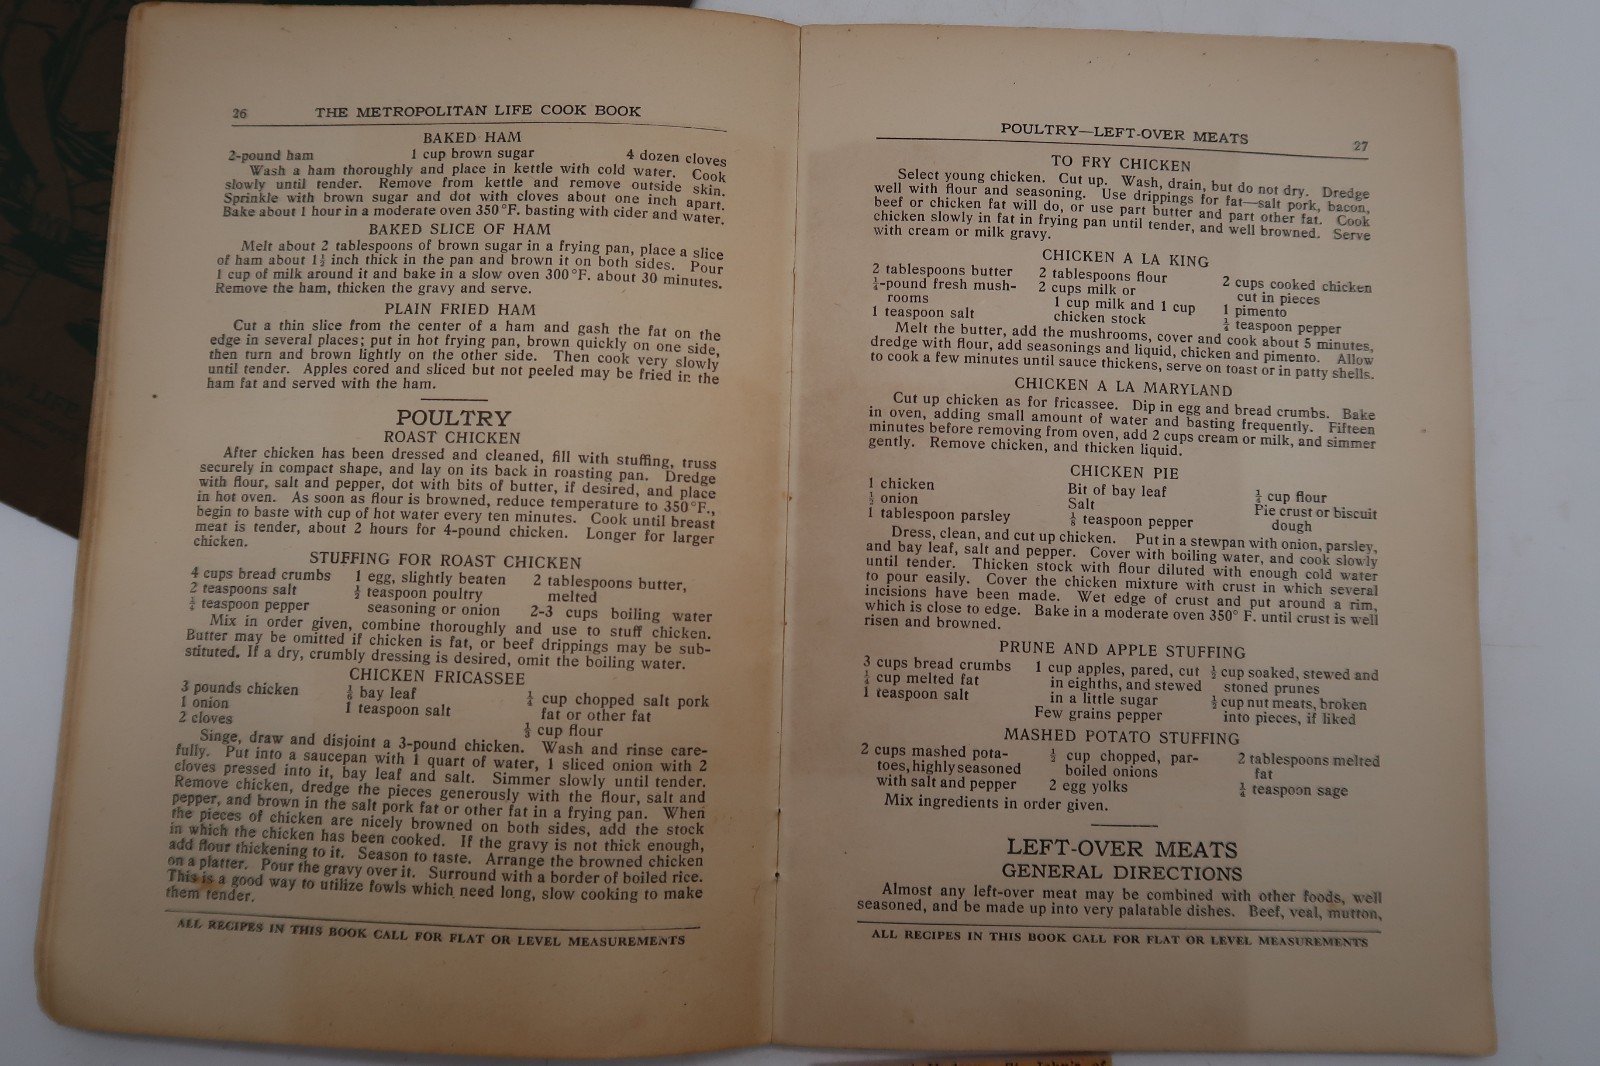 26 THE METROPOLITAN LIFE COOK BOOK
BAKED HAM
2-pound ham 1 cup brown sugar 4 dozen cloves
Wash a ham thoroughly and place in kettle with cold water. Cook
slowly until tender. Remove from kettle and remove outside skin.
Sprinkle with brown sugar and dot with cloves about one inch apart.
Bake about 1 hour in a moderate oven 350°F. basting with cider and water.
BAKED SLICE OF HAM
Melt about 2 tablespoons of brown sugar in a frying pan, place a slice
of ham about 1½ inch thick in the pan and brown it on both sides. Pour
1 cup of milk around it and bake in a slow oven 300°F. about 30 minutes.
Remove the ham, thicken the gravy and serve.
PLAIN FRIED HAM
Cut a thin slice from the center of a ham and gash the fat on the
edge in several places; put in hot frying pan, brown quickly on one side,
then turn and brown lightly on the other side. Then cook very slowly
until tender. Apples cored and sliced but not peeled may be fried in the
ham fat and served with the ham.
POULTRY
ROAST CHICKEN
After chicken has been dressed and cleaned, fill with stuffing, truss
securely in compact shape, and lay on its back in roasting pan. Dredge
with flour, salt and pepper, dot with bits of butter, if desired, and place
in hot oven. As soon as flour is browned, reduce temperature to 350°F.,
begin to baste with cup of hot water every ten minutes. Cook until breast
meat is tender, about 2 hours for 4-pound chicken. Longer for larger
chicken.
STUFFING FOR ROAST CHICKEN
4 cups bread crumbs 1 egg, slightly beaten 2 tablespoons butter,
2 teaspoons salt ½ teaspoon poultry melted
¼ teaspoon pepper seasoning or onion 2-3 cups boiling water
Mix in order given, combine thoroughly and use to stuff chicken.
Butter may be omitted if chicken is fat, or beef drippings may be sub-
stituted. If a dry, crumbly dressing is desired, omit the boiling water.
CHICKEN FRICASSEE
3 pounds chicken ⅛ bay leaf ¼ cup chopped salt pork
1 onion 1 teaspoon salt fat or other fat
2 cloves ⅓ cup flour
Singe, draw and disjoint a 3-pound chicken. Wash and rinse care-
fully. Put into a saucepan with 1 quart of water, 1 sliced onion with 2
cloves pressed into it, bay leaf and salt. Simmer slowly until tender.
Remove chicken, dredge the pieces generously with the flour, salt and
pepper, and brown in the salt pork fat or other fat in a frying pan. When
the pieces of chicken are nicely browned on both sides, add the stock
in which the chicken has been cooked. If the gravy is not thick enough,
add flour thickening to it. Season to taste. Arrange the browned chicken
on a platter. Pour the gravy over it. Surround with a border of boiled rice.
This is a good way to utilize fowls which need long, slow cooking to make
them tender.
ALL RECIPES IN THIS BOOK CALL FOR FLAT OR LEVEL MEASUREMENTS
POULTRY—LEFT-OVER MEATS 27
TO FRY CHICKEN
Select young chicken. Cut up. Wash, drain, but do not dry. Dredge
well with flour and seasoning. Use drippings for fat—salt pork, bacon,
beef or chicken fat will do, or use part butter and part other fat. Cook
chicken slowly in fat in frying pan until tender, and well browned. Serve
with cream or milk gravy.
CHICKEN A LA KING
2 tablespoons butter 2 tablespoons flour 2 cups cooked chicken
¼-pound fresh mush- 2 cups milk or cut in pieces
rooms 1 cup milk and 1 cup 1 pimento
1 teaspoon salt chicken stock ¼ teaspoon pepper
Melt the butter, add the mushrooms, cover and cook about 5 minutes,
dredge with flour, add seasonings and liquid, chicken and pimento. Allow
to cook a few minutes until sauce thickens, serve on toast or in patty shells.
CHICKEN A LA MARYLAND
Cut up chicken as for fricassee. Dip in egg and bread crumbs. Bake
in oven, adding small amount of water and basting frequently. Fifteen
minutes before removing from oven, add 2 cups cream or milk, and simmer
gently. Remove chicken, and thicken liquid.
CHICKEN PIE
1 chicken Bit of bay leaf ¼ cup flour
½ onion Salt Pie crust or biscuit
1 tablespoon parsley ⅛ teaspoon pepper dough
Dress, clean, and cut up chicken. Put in a stewpan with onion, parsley,
and bay leaf, salt and pepper. Cover with boiling water, and cook slowly
until tender. Thicken stock with flour diluted with enough cold water
to pour easily. Cover the chicken mixture with crust in which several
incisions have been made. Wet edge of crust and put around a rim,
which is close to edge. Bake in a moderate oven 350° F. until crust is well
risen and browned.
PRUNE AND APPLE STUFFING
3 cups bread crumbs 1 cup apples, pared, cut ½ cup soaked, stewed and
¼ cup melted fat in eighths, and stewed stoned prunes
1 teaspoon salt in a little sugar ½ cup nut meats, broken
Few grains pepper into pieces, if liked
MASHED POTATO STUFFING
2 cups mashed pota- ½ cup chopped, par- 2 tablespoons melted
toes, highly seasoned boiled onions fat
with salt and pepper 2 egg yolks ¼ teaspoon sage
Mix ingredients in order given.
LEFT-OVER MEATS
GENERAL DIRECTIONS
Almost any left-over meat may be combined with other foods, well
seasoned, and be made up into very palatable dishes. Beef, veal, mutton,
ALL RECIPES IN THIS BOOK CALL FOR FLAT OR LEVEL MEASUREMENTS